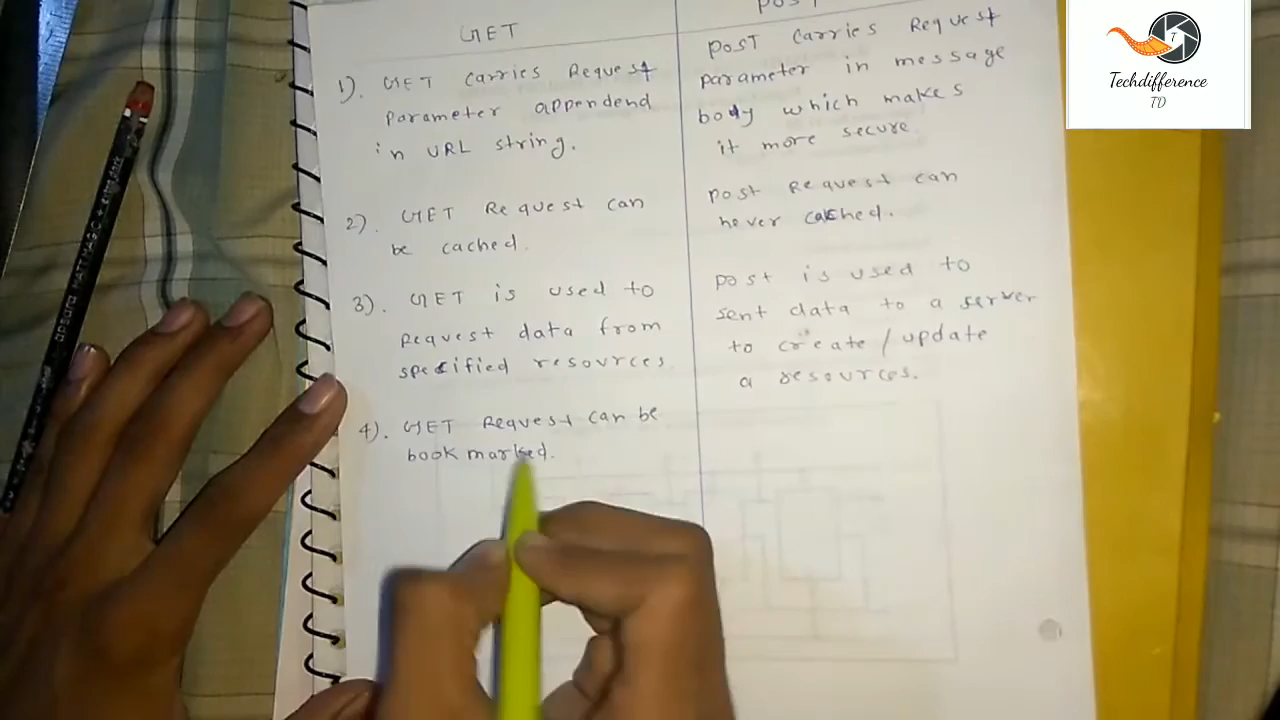 GET
POST
1). GET Carries Request
Parameter appendend
in URL string.
POST Carries Request
Parameter in message
body which makes
it more secure.
2). GET Request can
be cached.
Post Request can
never cached.
3). GET is used to
Request data from
specified resources.
Post is used to
sent data to a server
to create / update
a resources.
4). GET Request can be
book marked.
Techdifference
TD
T